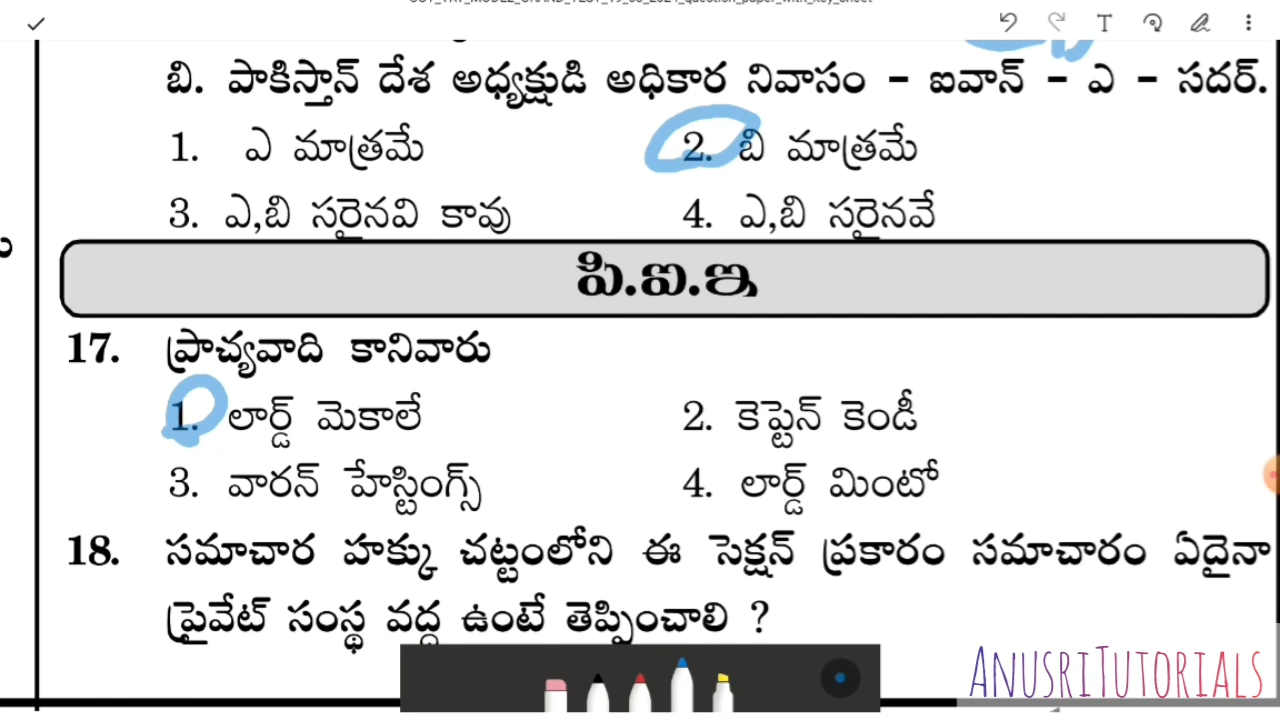 బి. పాకిస్తాన్ దేశ అధ్యక్షుడి అధికార నివాసం - ఐవాన్ - ఎ - సదర్.
1. ఎ మాత్రమే 2. బి మాత్రమే
3. ఎ,బి సరైనవి కావు 4. ఎ,బి సరైనవే
పి.ఐ.ఇ
17. ప్రాచ్యవాది కానివారు
1. లార్డ్ మెకాలే 2. కెప్టెన్ కెండీ
3. వారన్ హేస్టింగ్స్ 4. లార్డ్ మింటో
18. సమాచార హక్కు చట్టంలోని ఈ సెక్షన్ ప్రకారం సమాచారం ఏదైనా
ప్రైవేట్ సంస్థ వద్ద ఉంటే తెప్పించాలి ?
ANUSRITUTORIALS